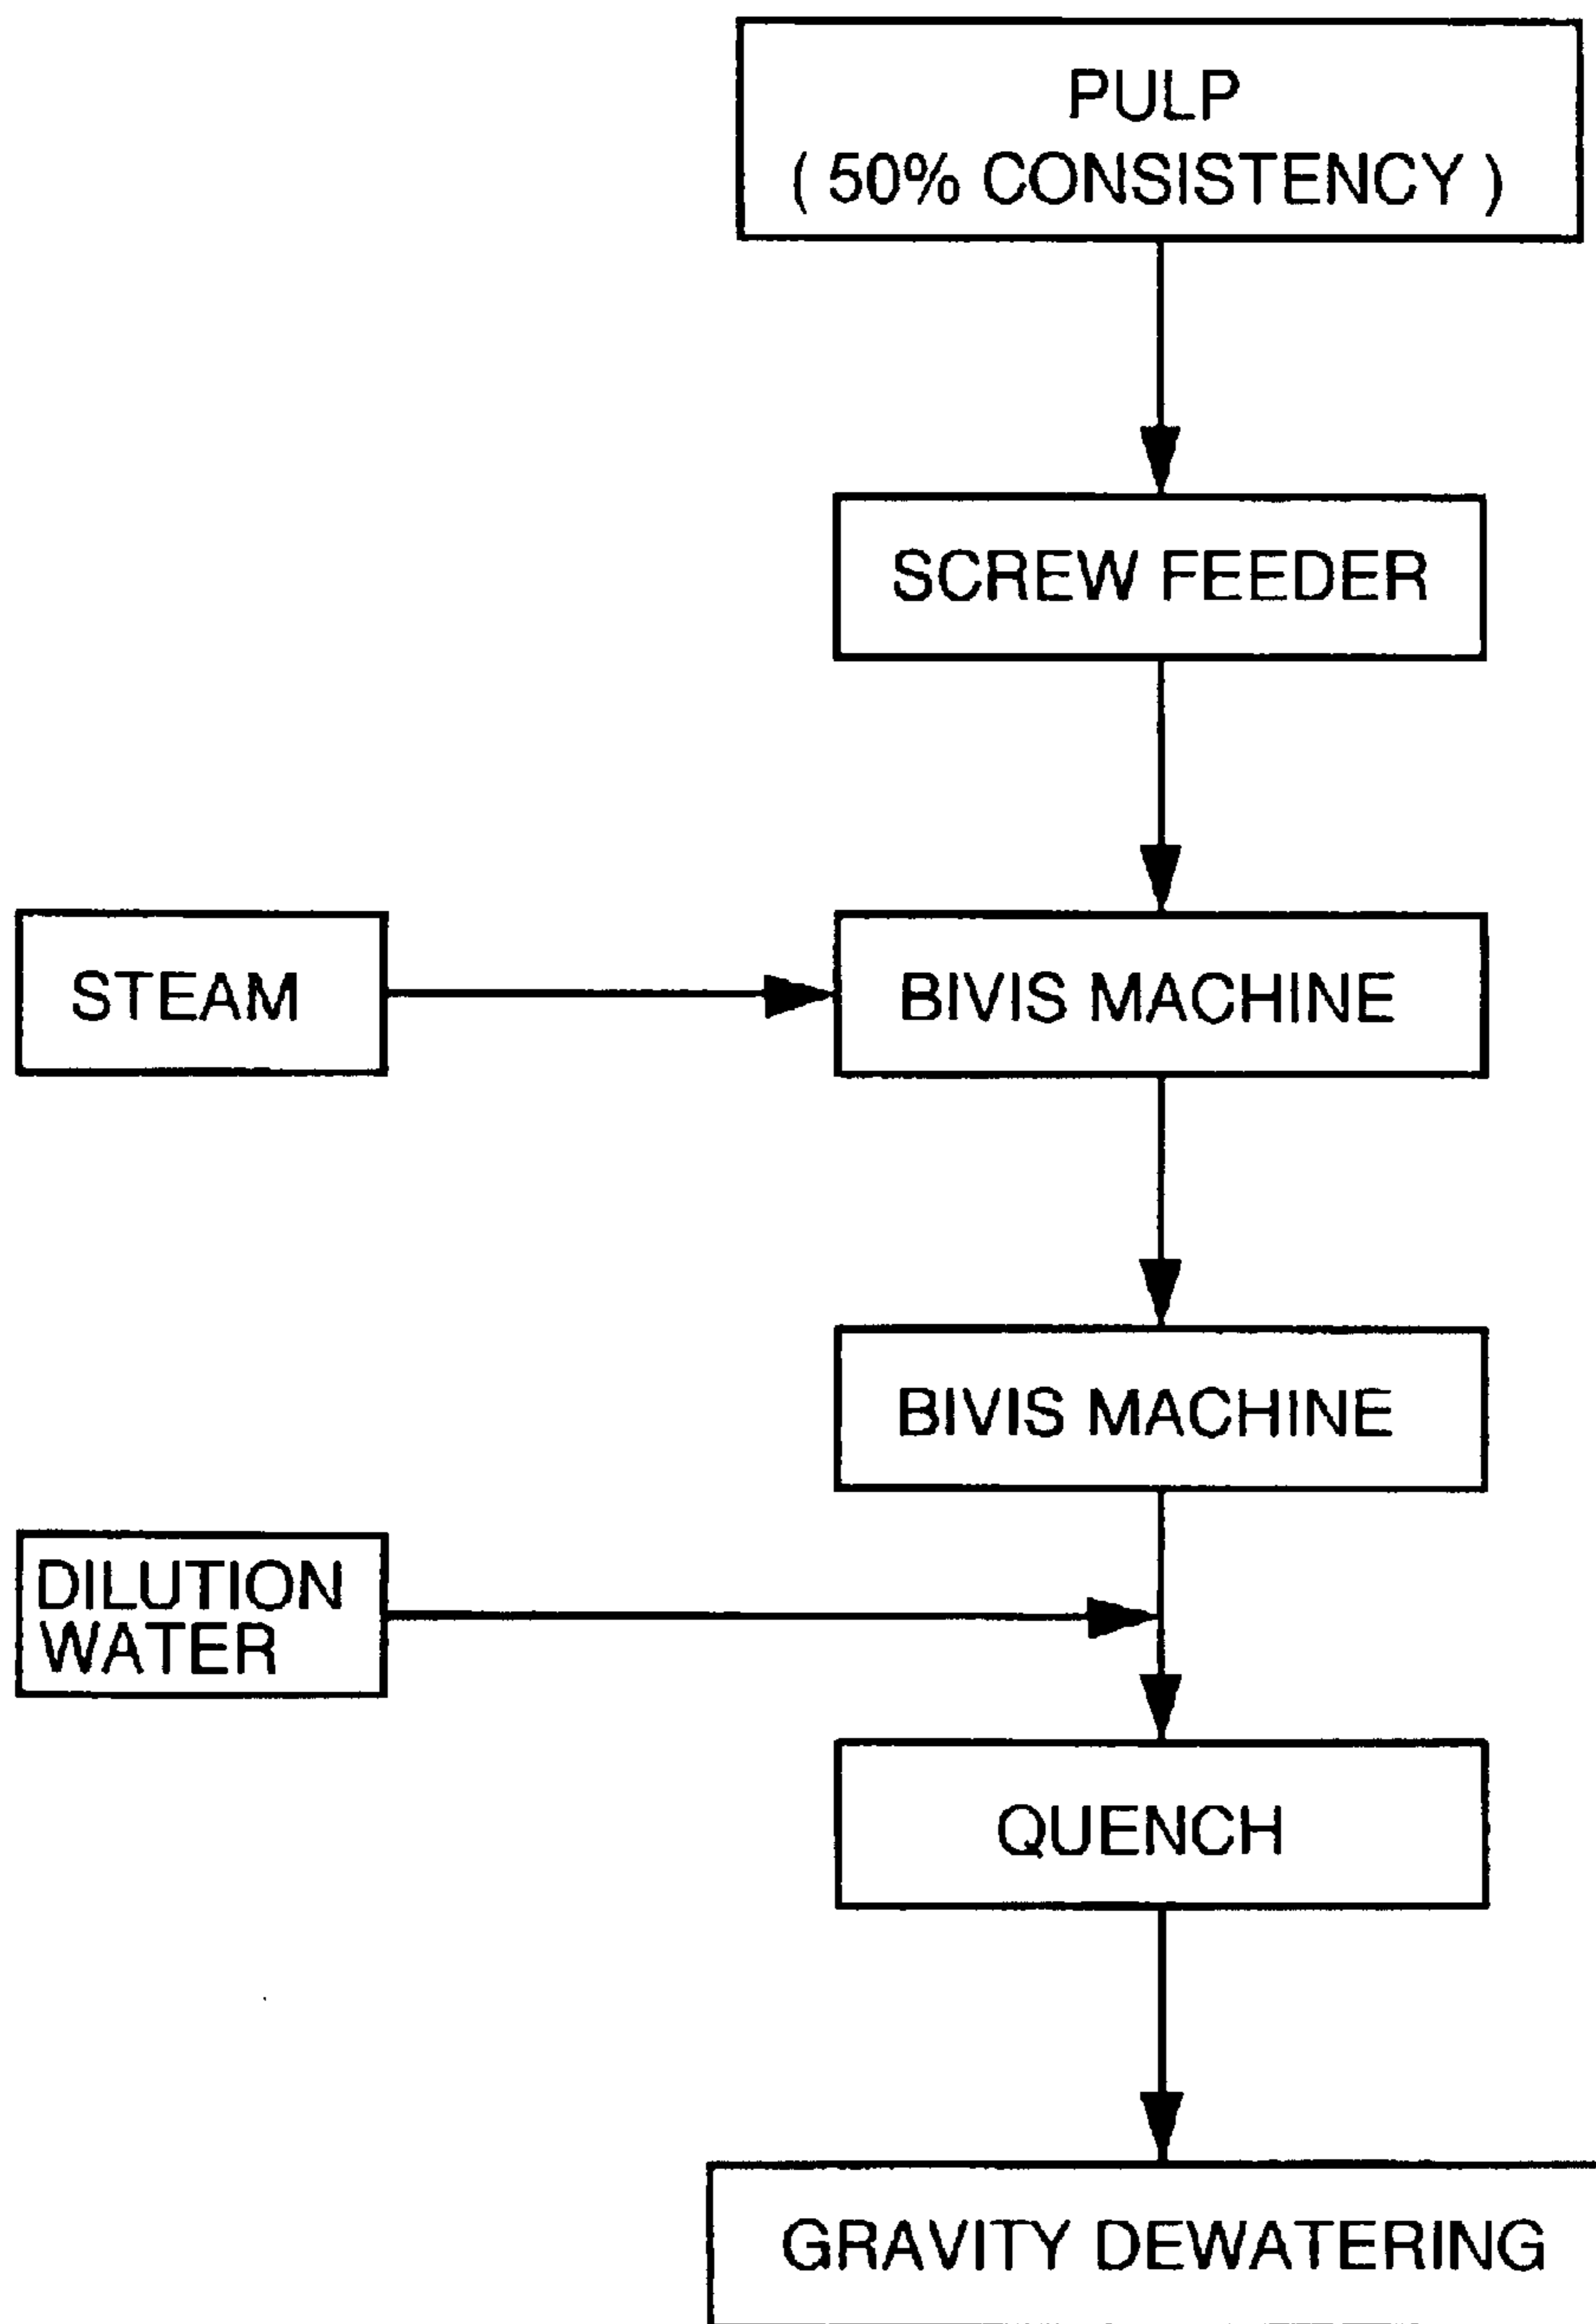 PULP
( 50% CONSISTENCY )
SCREW FEEDER
STEAM
BIVIS MACHINE
BIVIS MACHINE
DILUTION
WATER
QUENCH
GRAVITY DEWATERING